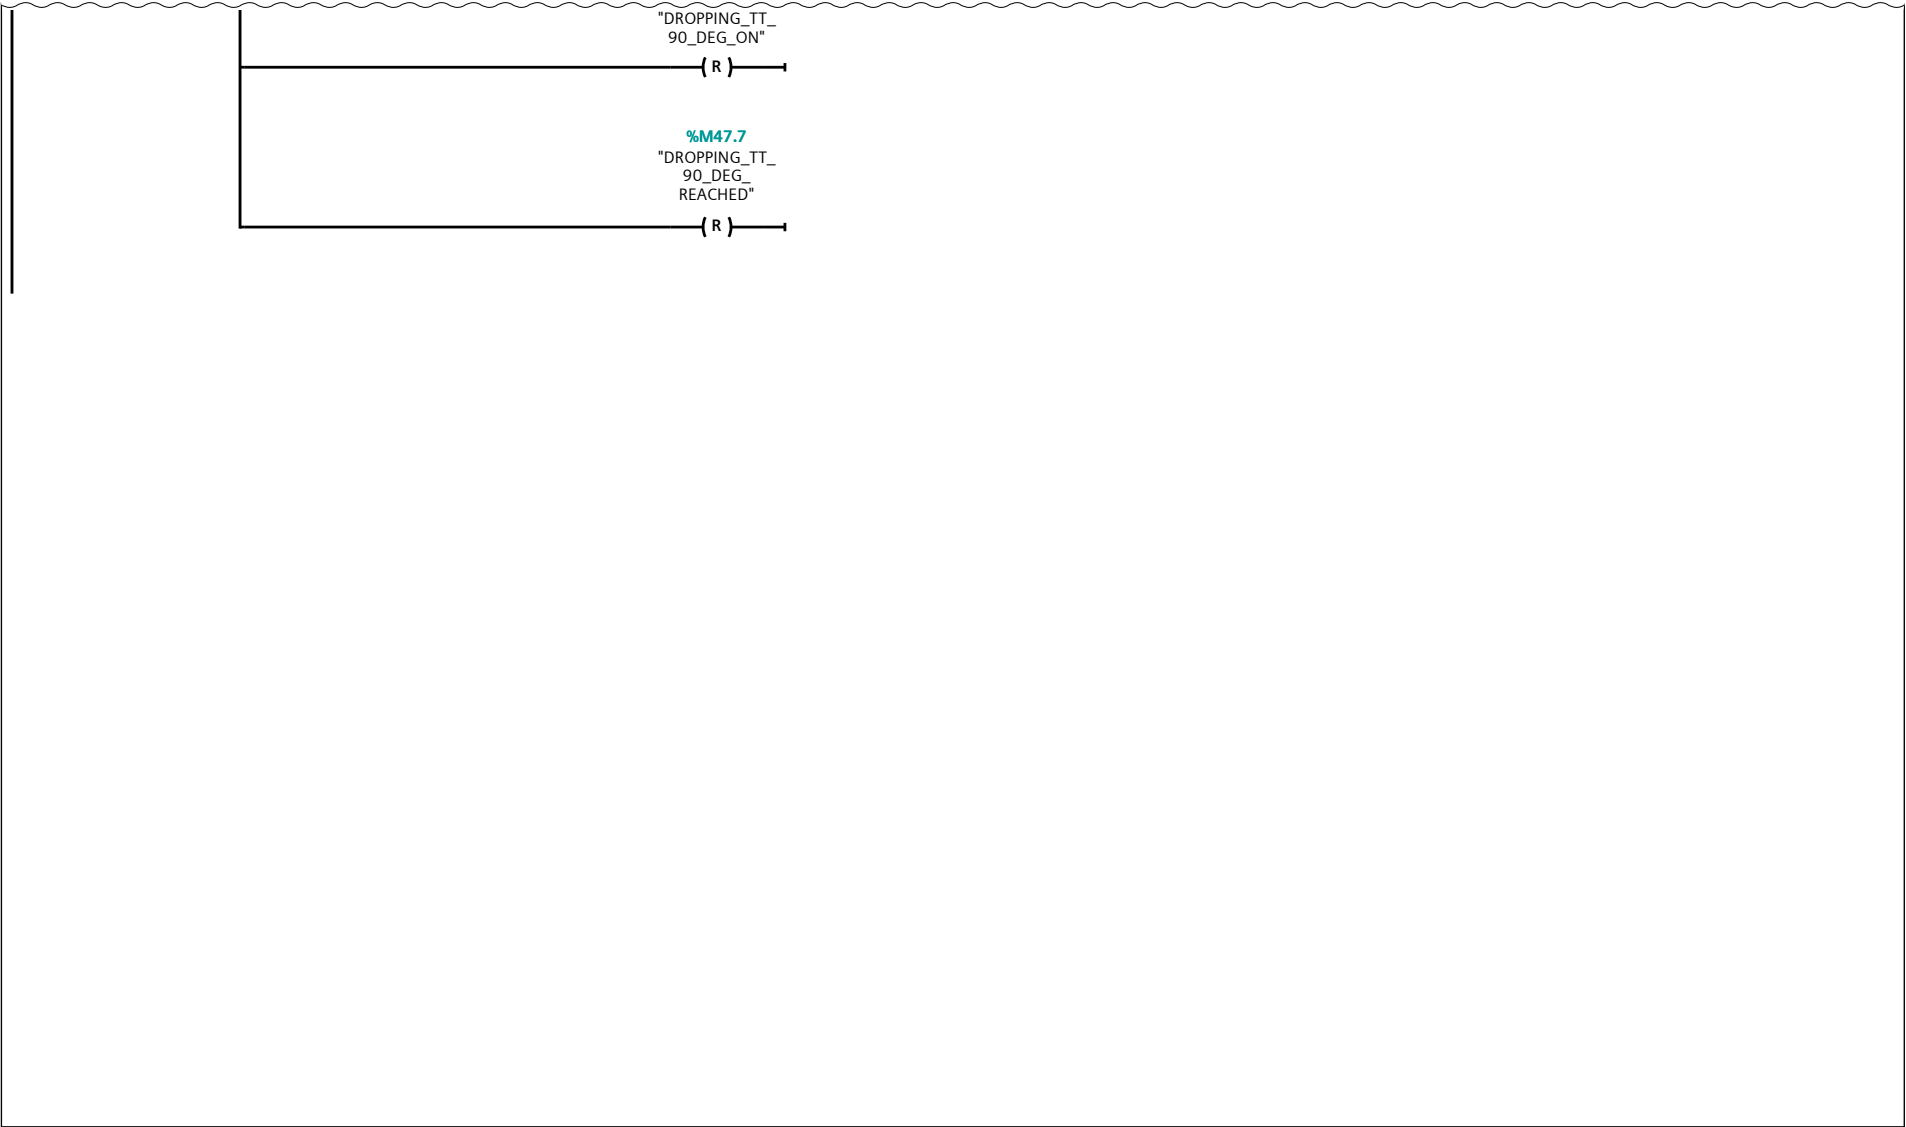 "DROPPING_TT_
90_DEG_ON"
R
%M47.7
"DROPPING_TT_
90_DEG_
REACHED"
R